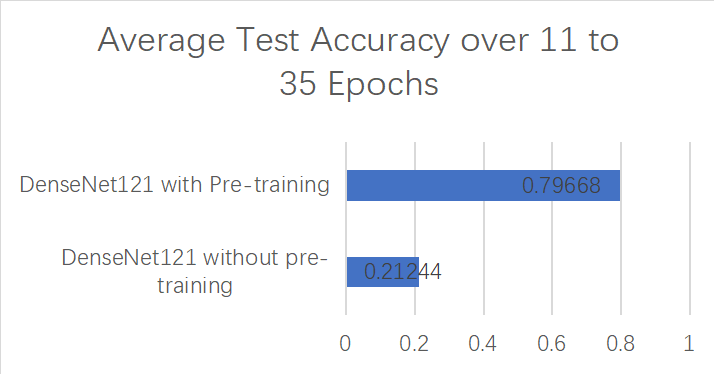 Average Test Accuracy over 11 to
35 Epochs
DenseNet121 with Pre-training
0.79668
DenseNet121 without pre-
training
0.21244
0 0.2 0.4 0.6 0.8 1